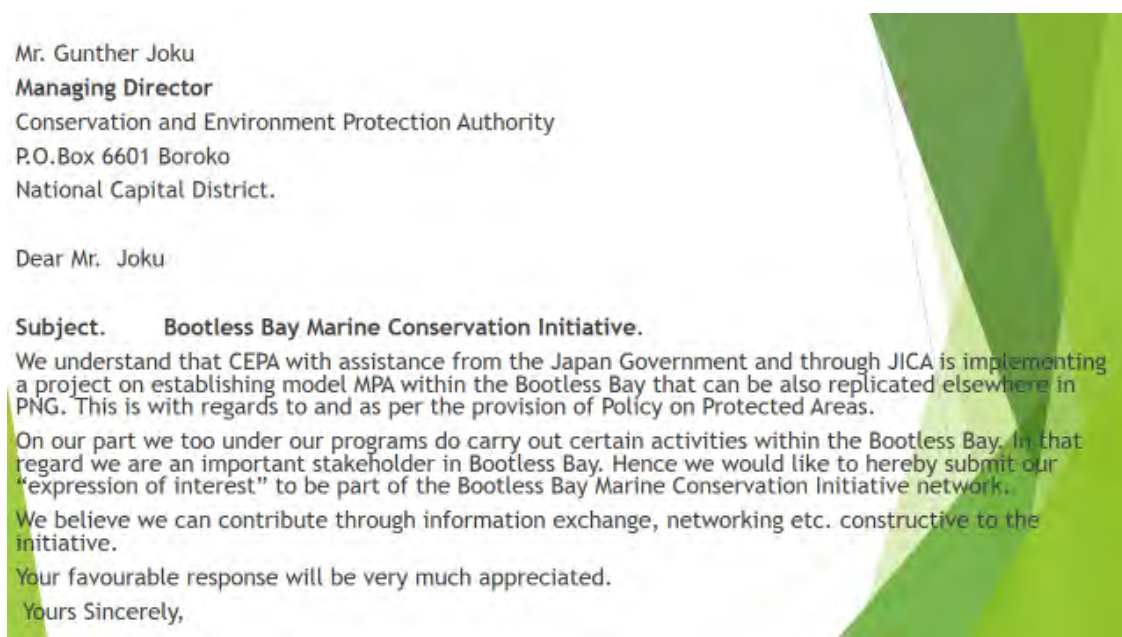 Mr. Gunther Joku
Managing Director
Conservation and Environment Protection Authority
P.O.Box 6601 Boroko
National Capital District.
Dear Mr. Joku
Subject. Bootless Bay Marine Conservation Initiative.
We understand that CEPA with assistance from the Japan Government and through JICA is implementing
a project on establishing model MPA within the Bootless Bay that can be also replicated elsewhere in
PNG. This is with regards to and as per the provision of Policy on Protected Areas.
On our part we too under our programs do carry out certain activities within the Bootless Bay. In that
regard we are an important stakeholder in Bootless Bay. Hence we would like to hereby submit our
“expression of interest” to be part of the Bootless Bay Marine Conservation Initiative network.
We believe we can contribute through information exchange, networking etc. constructive to the
initiative.
Your favourable response will be very much appreciated.
Yours Sincerely,